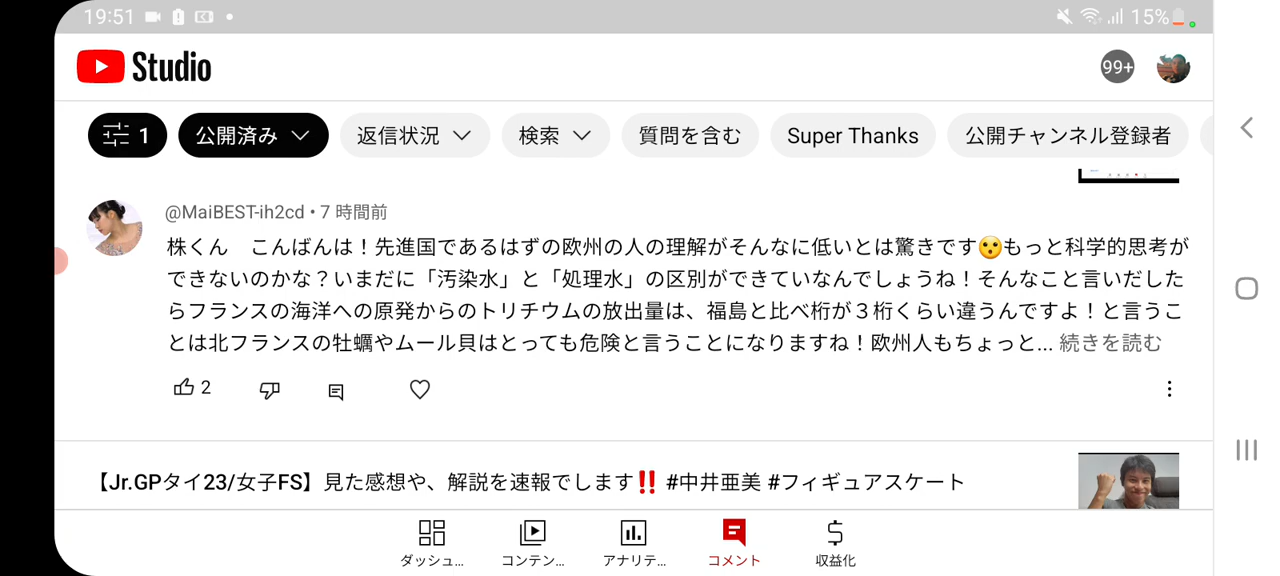 19:51
15%
Studio
99+
1
公開済み
返信状況
検索
質問を含む
Super Thanks
公開チャンネル登録者
@MaiBEST-ih2cd • 7 時間前
株くん　こんばんは！先進国であるはずの欧州の人の理解がそんなに低いとは驚きです😯もっと科学的思考が
できないのかな？いまだに「汚染水」と「処理水」の区別ができていなんでしょうね！そんなこと言いだした
らフランスの海洋への原発からのトリチウムの放出量は、福島と比べ桁が３桁くらい違うんですよ！と言うこ
とは北フランスの牡蠣やムール貝はとっても危険と言うことになりますね！欧州人もちょっと... 続きを読む
2
【Jr.GPタイ23/女子FS】見た感想や、解説を速報でします‼️ #中井亜美 #フィギュアスケート
ダッシュ...
コンテン...
アナリテ...
コメント
収益化